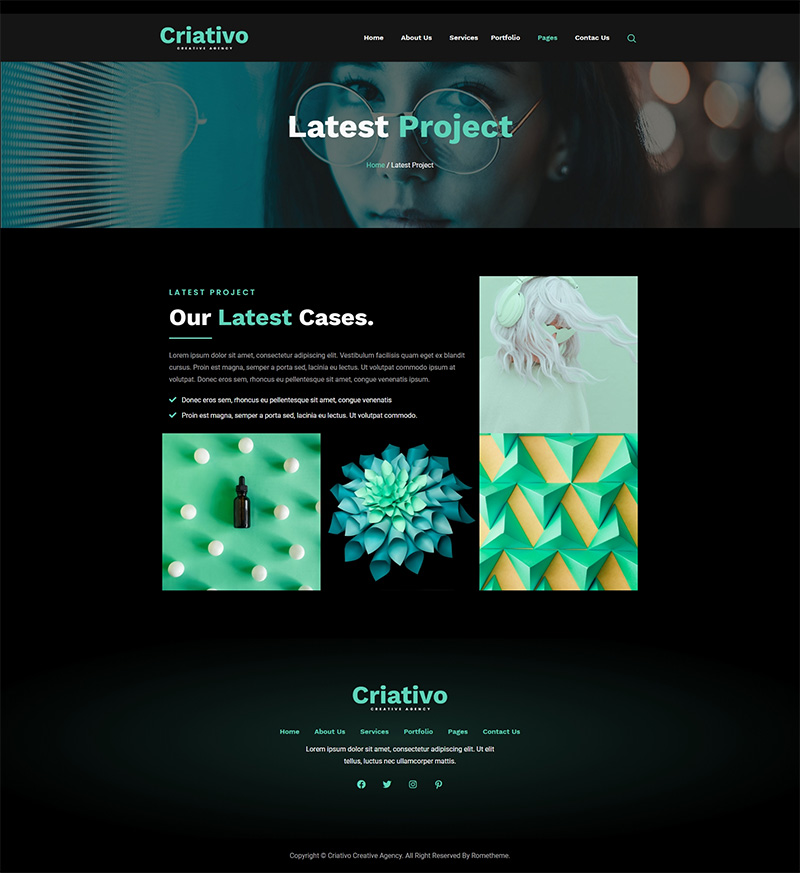 Criativo
CREATIVE AGENCY
Home About Us Services Portfolio Pages Contac Us
Latest Project
Home / Latest Project
LATEST PROJECT
Our Latest Cases.
Lorem ipsum dolor sit amet, consectetur adipiscing elit. Vestibulum facilisis quam eget ex blandit
cursus. Proin est magna, semper a porta sed, lacinia eu lectus. Ut volutpat commodo ipsum at
volutpat. Donec eros sem, rhoncus eu pellentesque sit amet, congue venenatis ipsum.
Donec eros sem, rhoncus eu pellentesque sit amet, congue venenatis
Proin est magna, semper a porta sed, lacinia eu lectus. Ut volutpat commodo.
Criativo
CREATIVE AGENCY
Home About Us Services Portfolio Pages Contact Us
Lorem ipsum dolor sit amet, consectetur adipiscing elit. Ut elit
tellus, luctus nec ullamcorper mattis.
Copyright © Criativo Creative Agency. All Right Reserved By Rometheme.